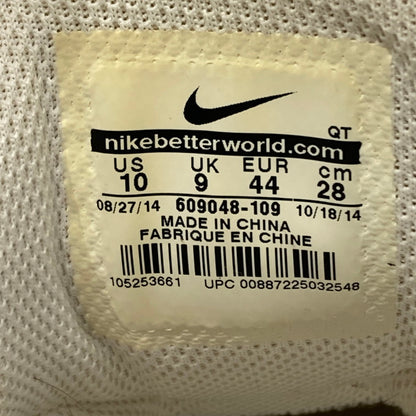 QT
nikebetterworld.com
US UK EUR cm
10 9 44 28
08/27/14 609048-109 10/18/14
MADE IN CHINA
FABRIQUE EN CHINE
105253661 UPC 00887225032548